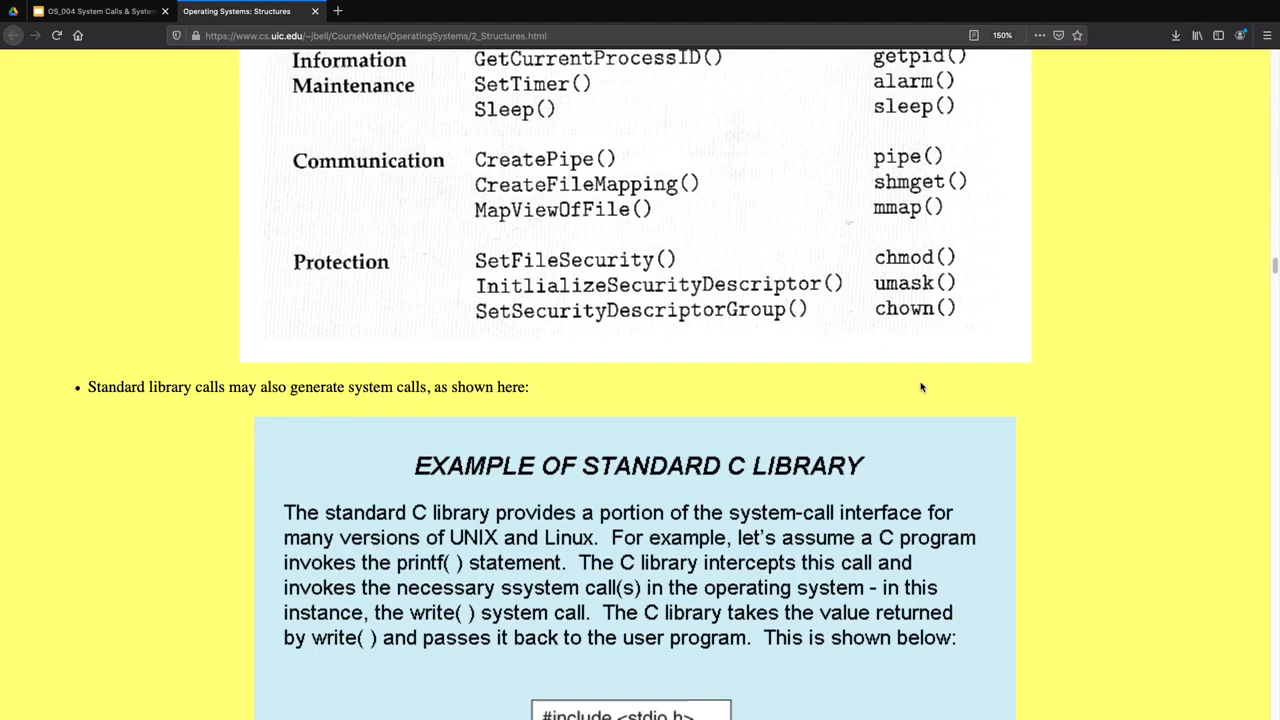 OS_004 System Calls & System
Operating Systems: Structures
https://www.cs.uic.edu/~jbell/CourseNotes/OperatingSystems/2_Structures.html
150%
Information GetCurrentProcessID() getpid()
Maintenance SetTimer() alarm()
Sleep() sleep()
Communication CreatePipe() pipe()
CreateFileMapping() shmget()
MapViewOfFile() mmap()
Protection SetFileSecurity() chmod()
InitlializeSecurityDescriptor() umask()
SetSecurityDescriptorGroup() chown()
• Standard library calls may also generate system calls, as shown here:
EXAMPLE OF STANDARD C LIBRARY
The standard C library provides a portion of the system-call interface for
many versions of UNIX and Linux. For example, let's assume a C program
invokes the printf( ) statement. The C library intercepts this call and
invokes the necessary ssystem call(s) in the operating system - in this
instance, the write( ) system call. The C library takes the value returned
by write( ) and passes it back to the user program. This is shown below:
#include <stdio.h>